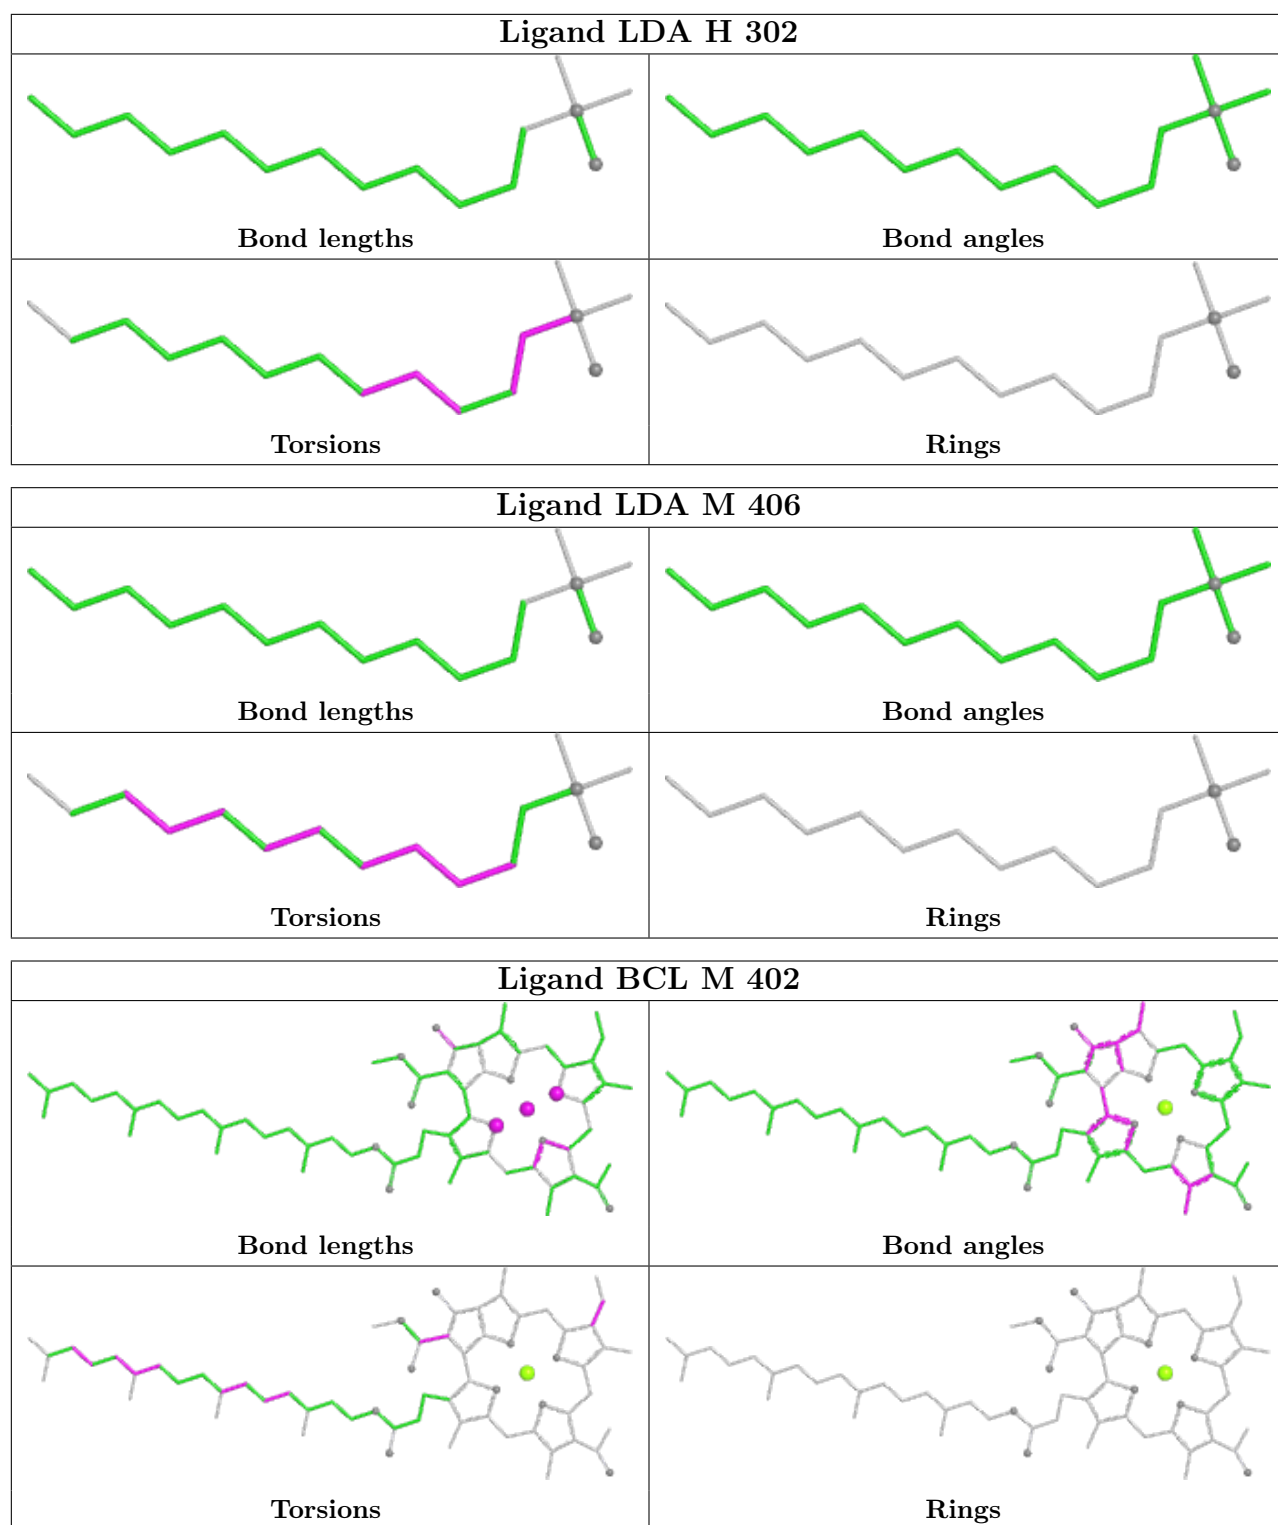 Ligand LDA H 302
Bond lengths
Bond angles
Torsions
Rings
Ligand LDA M 406
Bond lengths
Bond angles
Torsions
Rings
Ligand BCL M 402
Bond lengths
Bond angles
Torsions
Rings